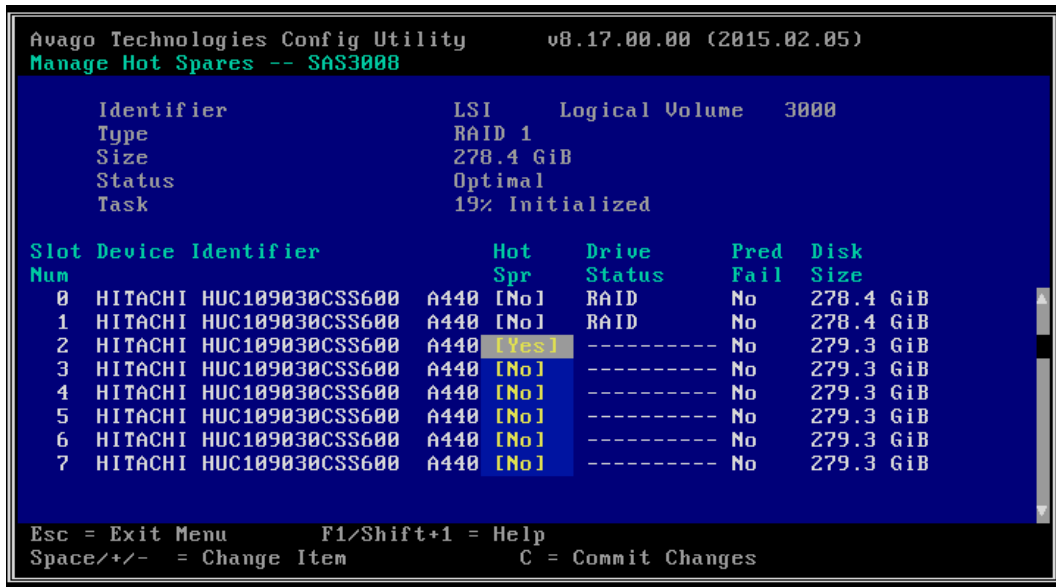 Avago Technologies Config Utility v8.17.00.00 (2015.02.05)
Manage Hot Spares -- SAS3008
Identifier LSI Logical Volume 3000
Type RAID 1
Size 278.4 GiB
Status Optimal
Task 19% Initialized
Slot Device Identifier Hot Drive Pred Disk
Num Spr Status Fail Size
0 HITACHI HUC109030CSS600 A440 [No] RAID No 278.4 GiB
1 HITACHI HUC109030CSS600 A440 [No] RAID No 278.4 GiB
2 HITACHI HUC109030CSS600 A440 [Yes] ---------- No 279.3 GiB
3 HITACHI HUC109030CSS600 A440 [No] ---------- No 279.3 GiB
4 HITACHI HUC109030CSS600 A440 [No] ---------- No 279.3 GiB
5 HITACHI HUC109030CSS600 A440 [No] ---------- No 279.3 GiB
6 HITACHI HUC109030CSS600 A440 [No] ---------- No 279.3 GiB
7 HITACHI HUC109030CSS600 A440 [No] ---------- No 279.3 GiB
Esc = Exit Menu F1/Shift+1 = Help
Space/+/- = Change Item C = Commit Changes